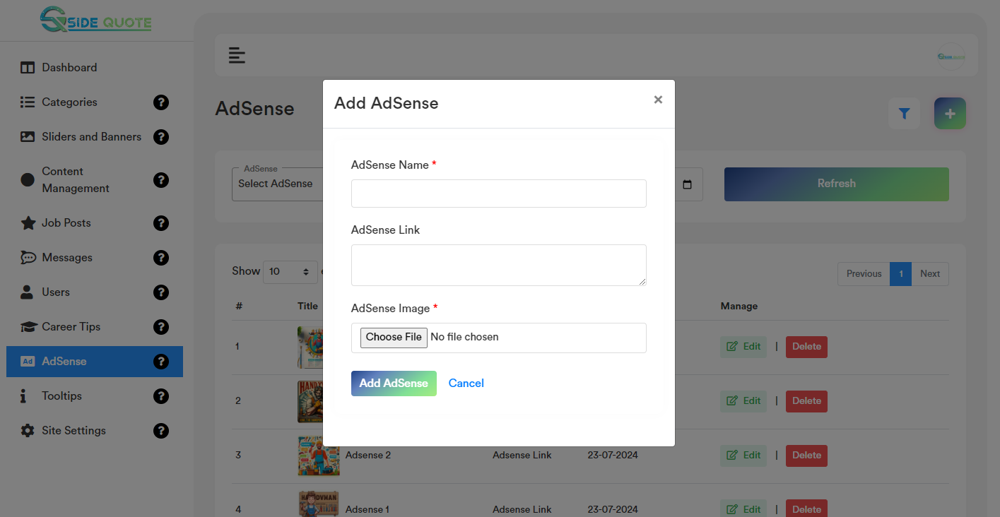 SIDE QUOTE
Dashboard
Categories ?
Sliders and Banners ?
Content
Management ?
Job Posts ?
Messages ?
Users ?
Career Tips ?
Ad AdSense ?
Tooltips ?
Site Settings ?
AdSense
AdSense
Select AdSense
Refresh
Show 10
Previous 1 Next
# Title Manage
1 Edit | Delete
2 Edit | Delete
3 Adsense 2 Adsense Link 23-07-2024 Edit | Delete
4 Adsense 1 Adsense Link 23-07-2024 Edit | Delete
Add AdSense ×
AdSense Name *
AdSense Link
AdSense Image *
Choose File No file chosen
Add AdSense Cancel